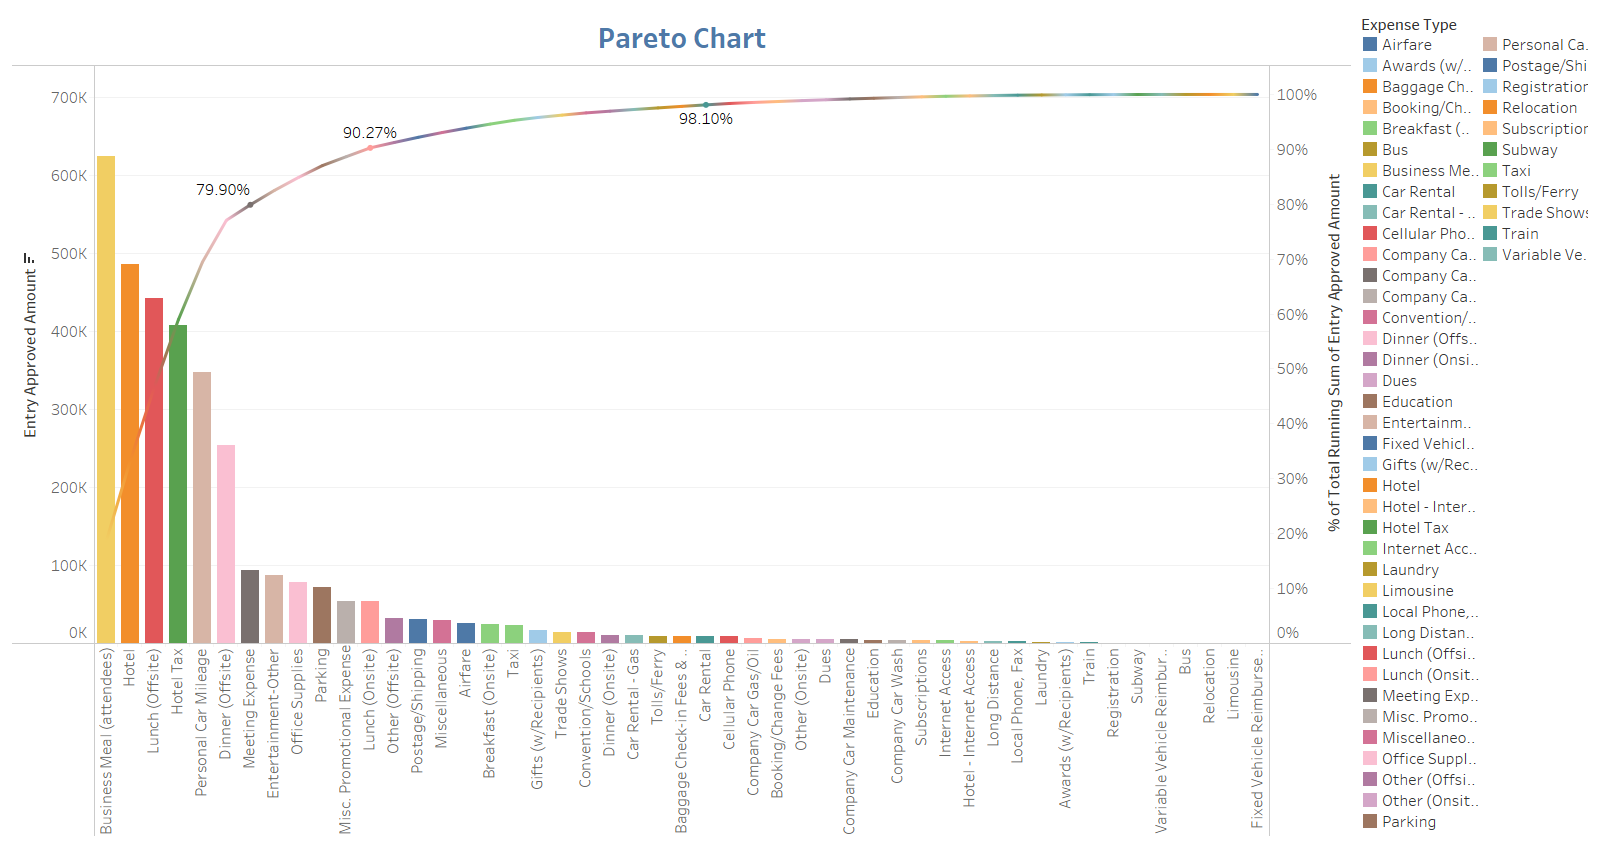 Pareto Chart
Entry Approved Amount
700K
600K
500K
400K
300K
200K
100K
0K
79.90%
90.27%
98.10%
100%
90%
80%
70%
60%
50%
40%
30%
20%
10%
0%
% of Total Running Sum of Entry Approved Amount
Business Meal (attendees)
Hotel
Lunch (Offsite)
Hotel Tax
Personal Car Mileage
Dinner (Offsite)
Meeting Expense
Entertainment-Other
Office Supplies
Parking
Misc. Promotional Expense
Lunch (Onsite)
Other (Offsite)
Postage/Shipping
Miscellaneous
Airfare
Breakfast (Onsite)
Taxi
Gifts (w/Recipients)
Trade Shows
Convention/Schools
Dinner (Onsite)
Car Rental - Gas
Tolls/Ferry
Baggage Check-in Fees & ..
Car Rental
Cellular Phone
Company Car Gas/Oil
Booking/Change Fees
Other (Onsite)
Dues
Company Car Maintenance
Education
Company Car Wash
Subscriptions
Internet Access
Hotel - Internet Access
Long Distance
Local Phone, Fax
Laundry
Awards (w/Recipients)
Train
Registration
Subway
Variable Vehicle Reimbur..
Bus
Relocation
Limousine
Fixed Vehicle Reimburse..
Expense Type
Airfare
Awards (w/..
Baggage Ch..
Booking/Ch..
Breakfast (..
Bus
Business Me..
Car Rental
Car Rental - ..
Cellular Pho..
Company Ca..
Company Ca..
Company Ca..
Convention/..
Dinner (Offs..
Dinner (Onsi..
Dues
Education
Entertainm..
Fixed Vehicl..
Gifts (w/Rec..
Hotel
Hotel - Inter..
Hotel Tax
Internet Acc..
Laundry
Limousine
Local Phone,..
Long Distan..
Lunch (Offsi..
Lunch (Onsit..
Meeting Exp..
Misc. Promo..
Miscellaneo..
Office Suppl..
Other (Offsi..
Other (Onsit..
Parking
Personal Ca.
Postage/Shi
Registration
Relocation
Subscription
Subway
Taxi
Tolls/Ferry
Trade Shows
Train
Variable Ve.